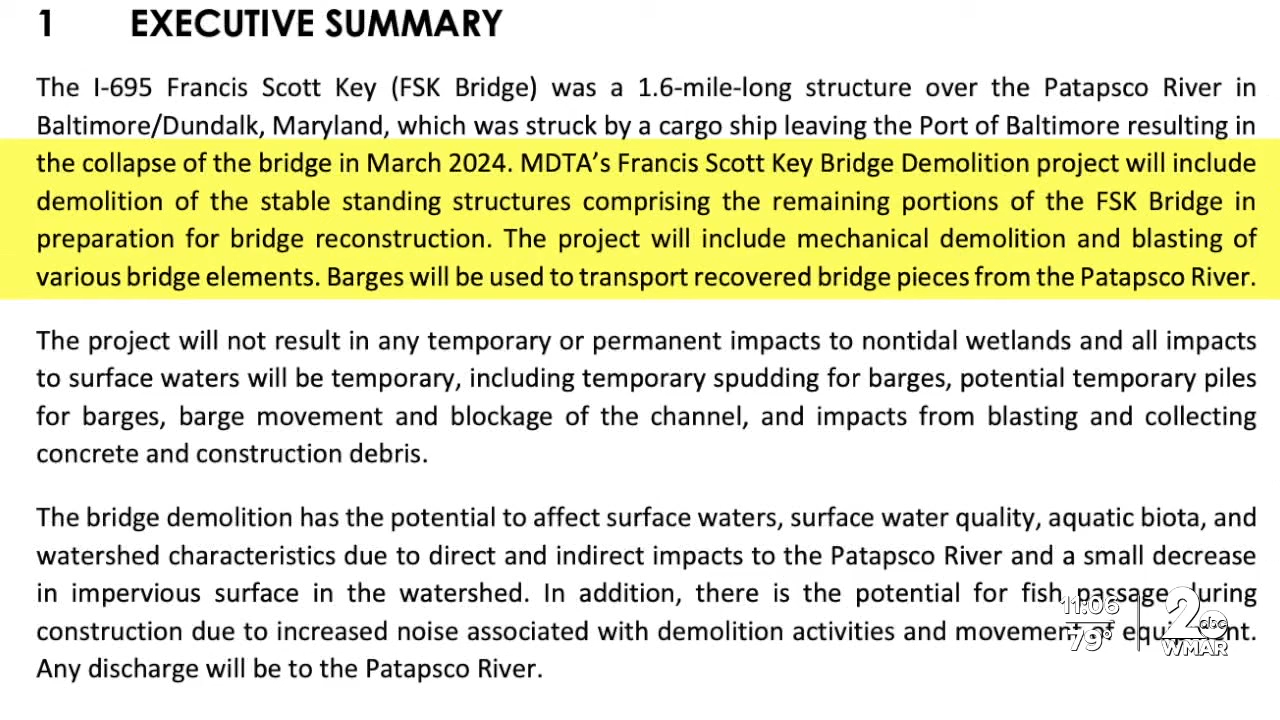 1 EXECUTIVE SUMMARY
The I-695 Francis Scott Key (FSK Bridge) was a 1.6-mile-long structure over the Patapsco River in
Baltimore/Dundalk, Maryland, which was struck by a cargo ship leaving the Port of Baltimore resulting in
the collapse of the bridge in March 2024. MDTA's Francis Scott Key Bridge Demolition project will include
demolition of the stable standing structures comprising the remaining portions of the FSK Bridge in
preparation for bridge reconstruction. The project will include mechanical demolition and blasting of
various bridge elements. Barges will be used to transport recovered bridge pieces from the Patapsco River.
The project will not result in any temporary or permanent impacts to nontidal wetlands and all impacts
to surface waters will be temporary, including temporary spudding for barges, potential temporary piles
for barges, barge movement and blockage of the channel, and impacts from blasting and collecting
concrete and construction debris.
The bridge demolition has the potential to affect surface waters, surface water quality, aquatic biota, and
watershed characteristics due to direct and indirect impacts to the Patapsco River and a small decrease
in impervious surface in the watershed. In addition, there is the potential for fish passage during
construction due to increased noise associated with demolition activities and movement of equipment.
Any discharge will be to the Patapsco River.
11:06
79°
2 abc
WMAR